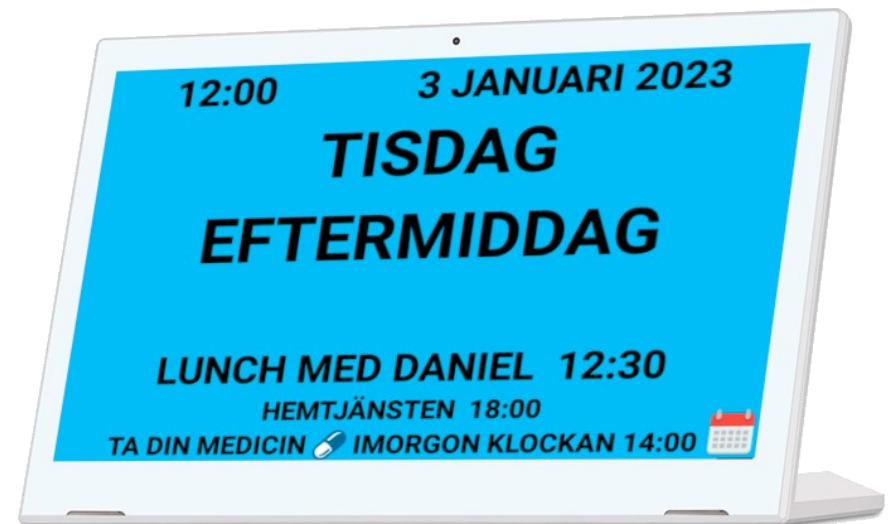 12:00 3 JANUARI 2023
TISDAG
EFTERMIDDAG
LUNCH MED DANIEL 12:30
HEMTJÄNSTEN 18:00
TA DIN MEDICIN 💊 IMORGON KLOCKAN 14:00